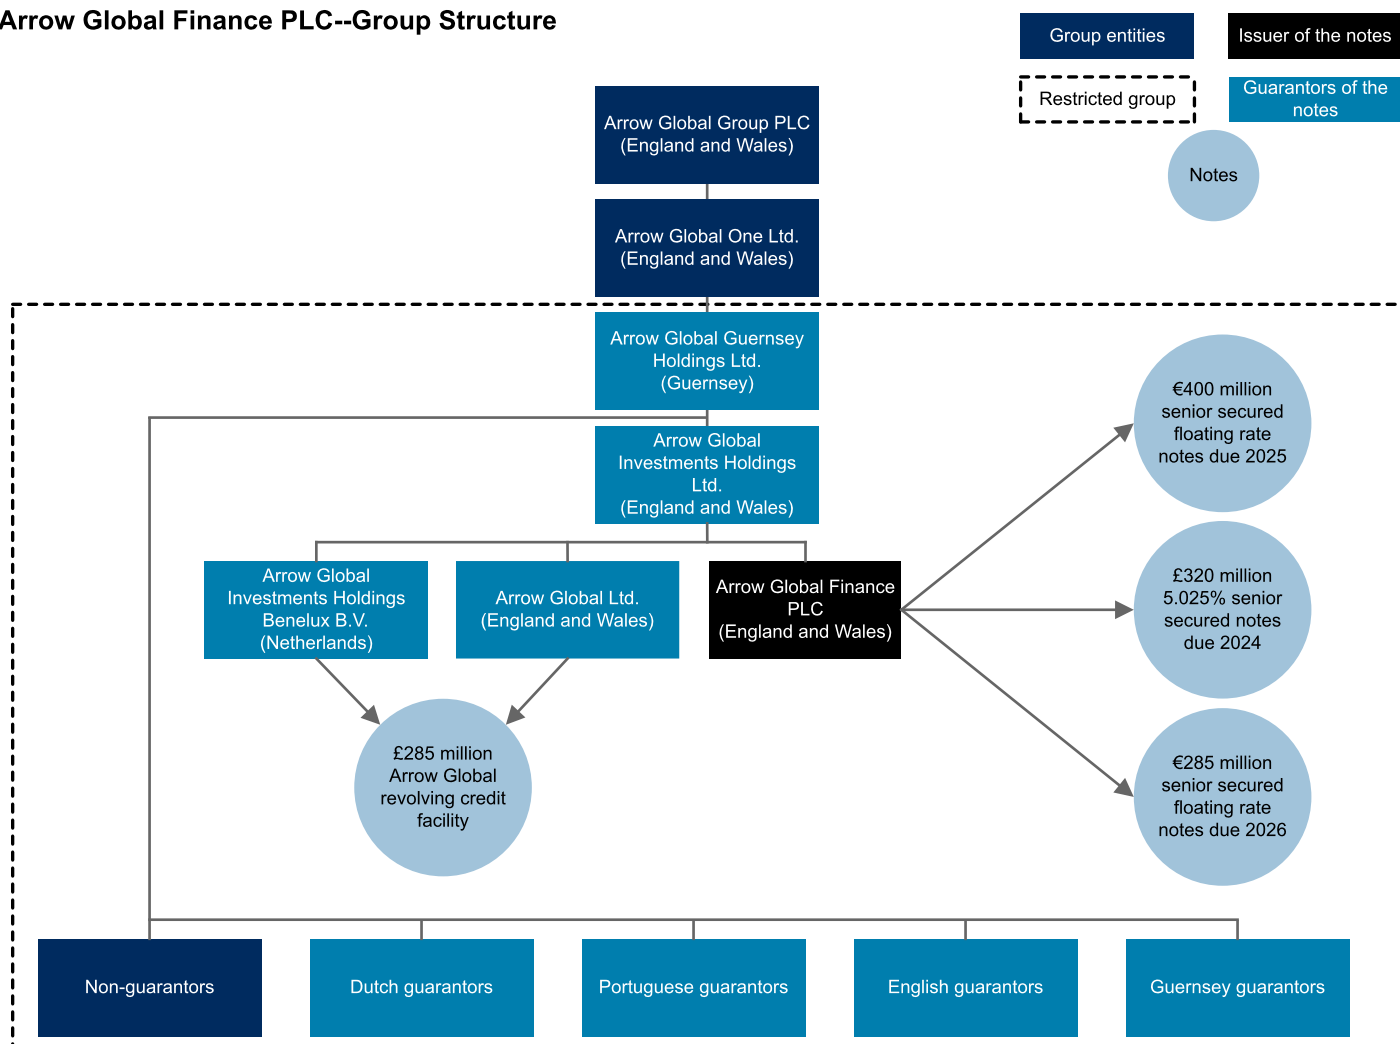 Arrow Global Finance PLC--Group Structure
Group entities
Issuer of the notes
Restricted group
Guarantors of the
notes
Notes
Arrow Global Group PLC
(England and Wales)
Arrow Global One Ltd.
(England and Wales)
Arrow Global Guernsey
Holdings Ltd.
(Guernsey)
Arrow Global
Investments Holdings
Ltd.
(England and Wales)
Arrow Global
Investments Holdings
Benelux B.V.
(Netherlands)
Arrow Global Ltd.
(England and Wales)
Arrow Global Finance
PLC
(England and Wales)
€400 million
senior secured
floating rate
notes due 2025
£320 million
5.025% senior
secured notes
due 2024
€285 million
senior secured
floating rate
notes due 2026
£285 million
Arrow Global
revolving credit
facility
Non-guarantors
Dutch guarantors
Portuguese guarantors
English guarantors
Guernsey guarantors